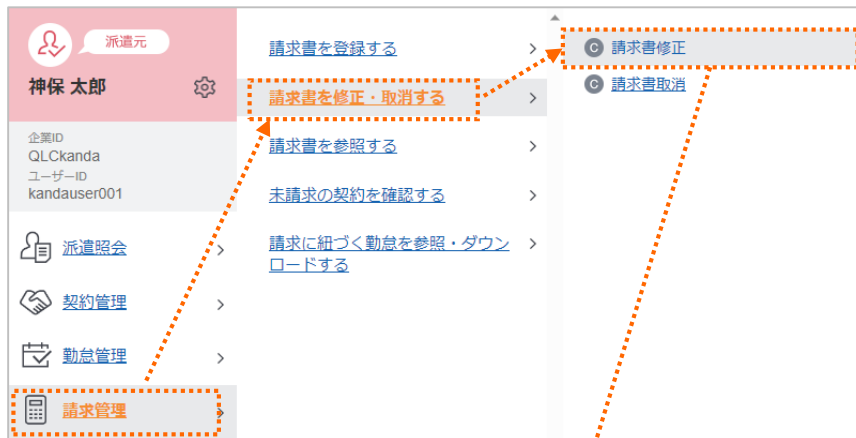 派遣元
神保 太郎
企業ID
QLCkanda
ユーザーID
kandauser001
派遣照会
契約管理
勤怠管理
請求管理
請求書を登録する
請求書を修正・取消する
請求書を参照する
未請求の契約を確認する
請求に紐づく勤怠を参照・ダウン
ロードする
C 請求書修正
C 請求書取消